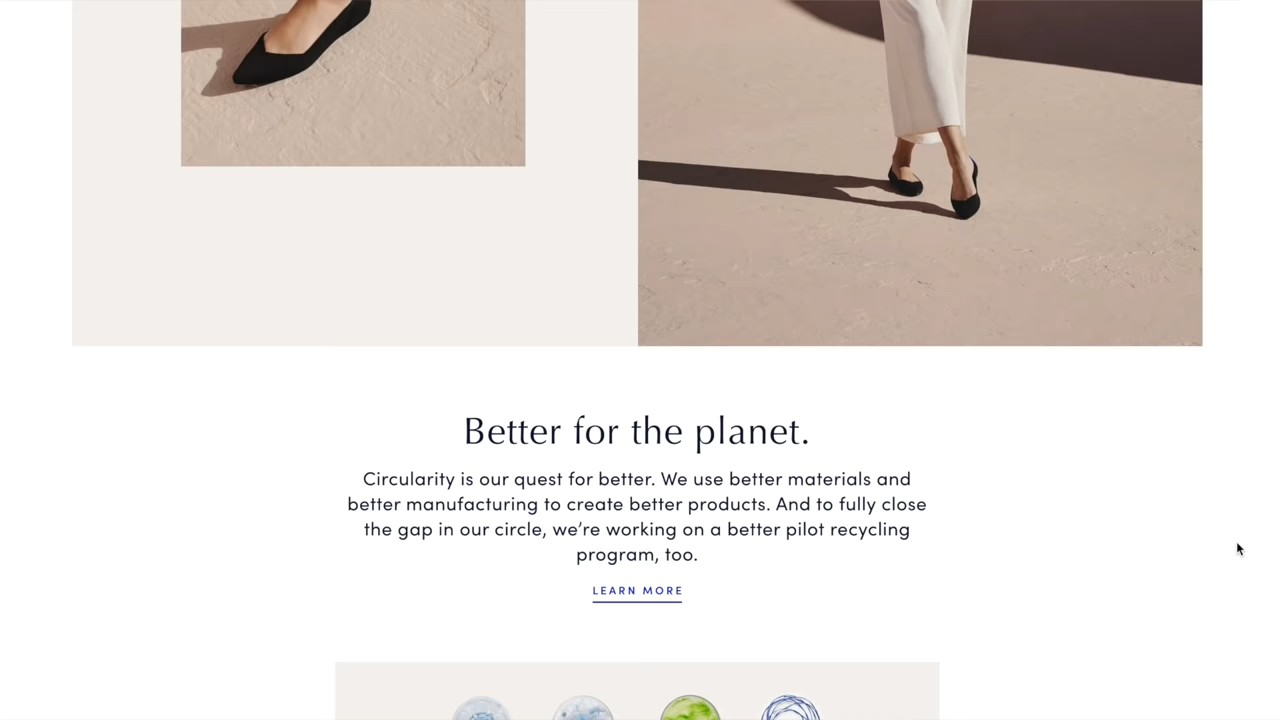 Better for the planet.
Circularity is our quest for better. We use better materials and
better manufacturing to create better products. And to fully close
the gap in our circle, we’re working on a better pilot recycling
program, too.
LEARN MORE